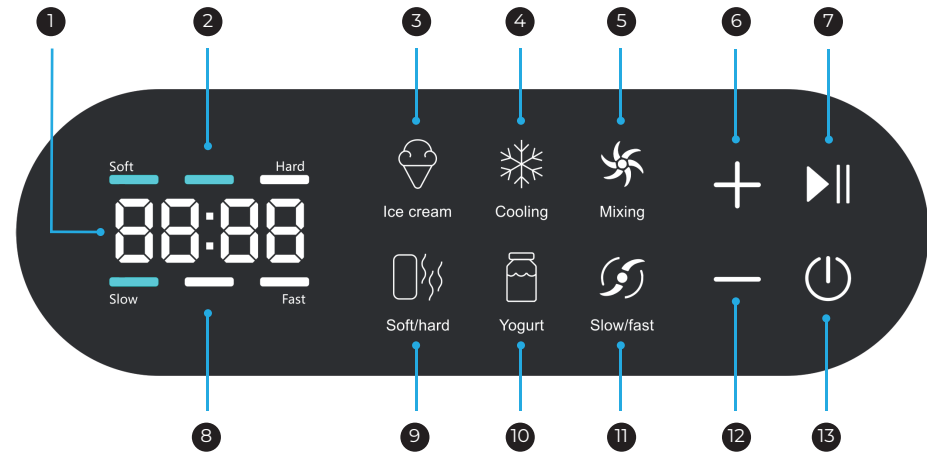 1 2 3 4 5 6 7
Soft Hard
88:88
Ice cream Cooling Mixing
Slow Fast
Soft/hard Yogurt Slow/fast
8 9 10 11 12 13